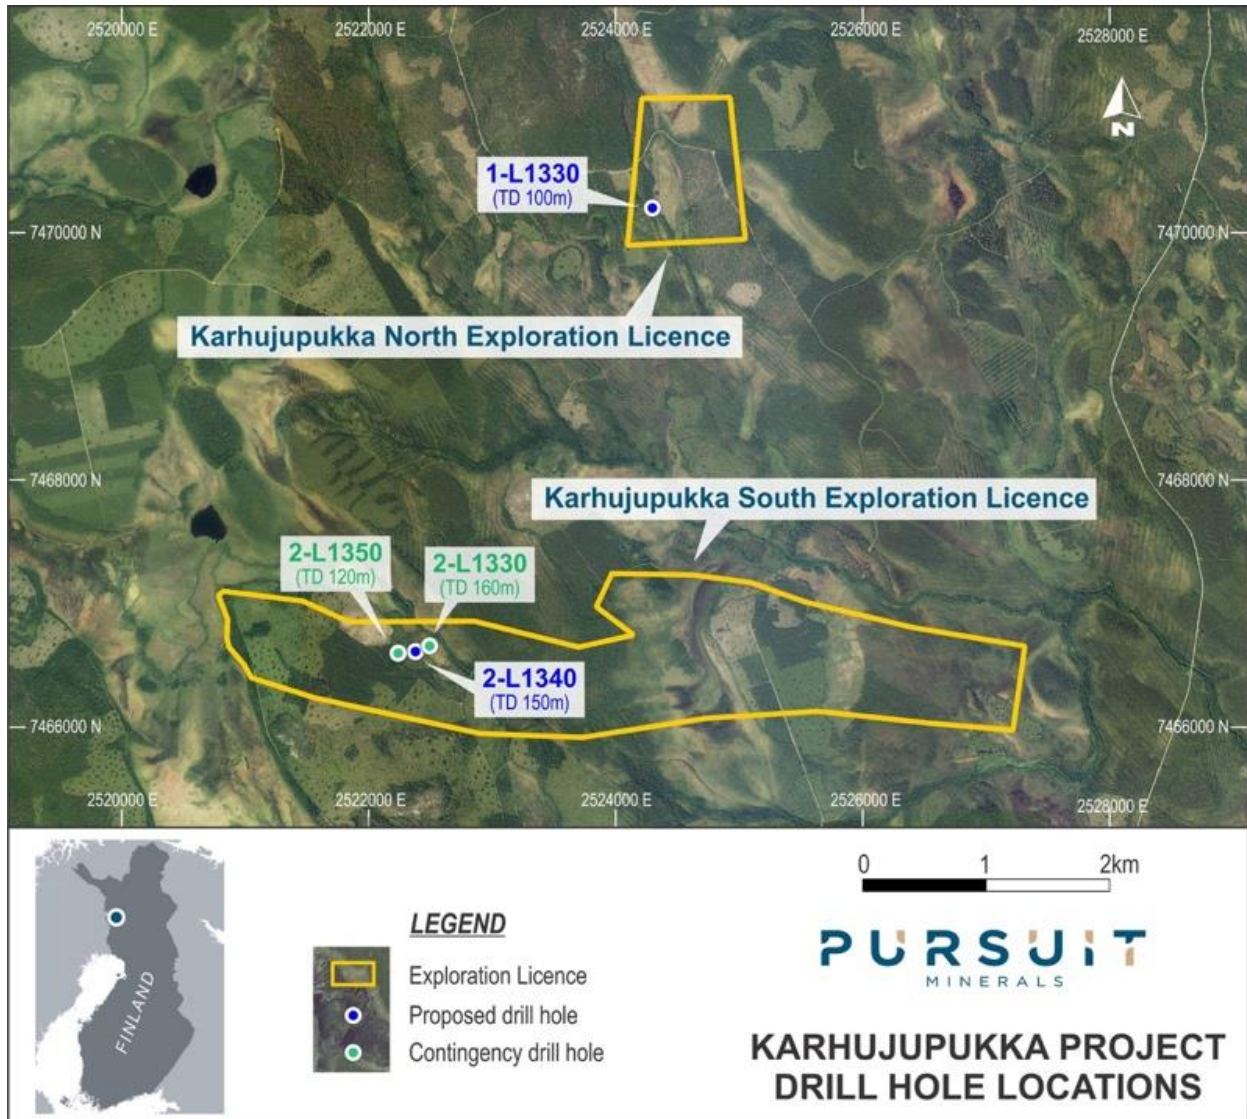 2520000 E
2522000 E
2524000 E
2526000 E
2528000 E
N
1-L1330
(TD 100m)
7470000 N
7470000 N
Karhujupukka North Exploration Licence
7468000 N
7468000 N
Karhujupukka South Exploration Licence
2-L1350
(TD 120m)
2-L1330
(TD 160m)
2-L1340
(TD 150m)
7466000 N
7466000 N
2520000 E
2522000 E
2524000 E
2526000 E
2528000 E
FINLAND
LEGEND
Exploration Licence
Proposed drill hole
Contingency drill hole
0 1 2km
PURSUIT
MINERALS
KARHUJUPUKKA PROJECT
DRILL HOLE LOCATIONS